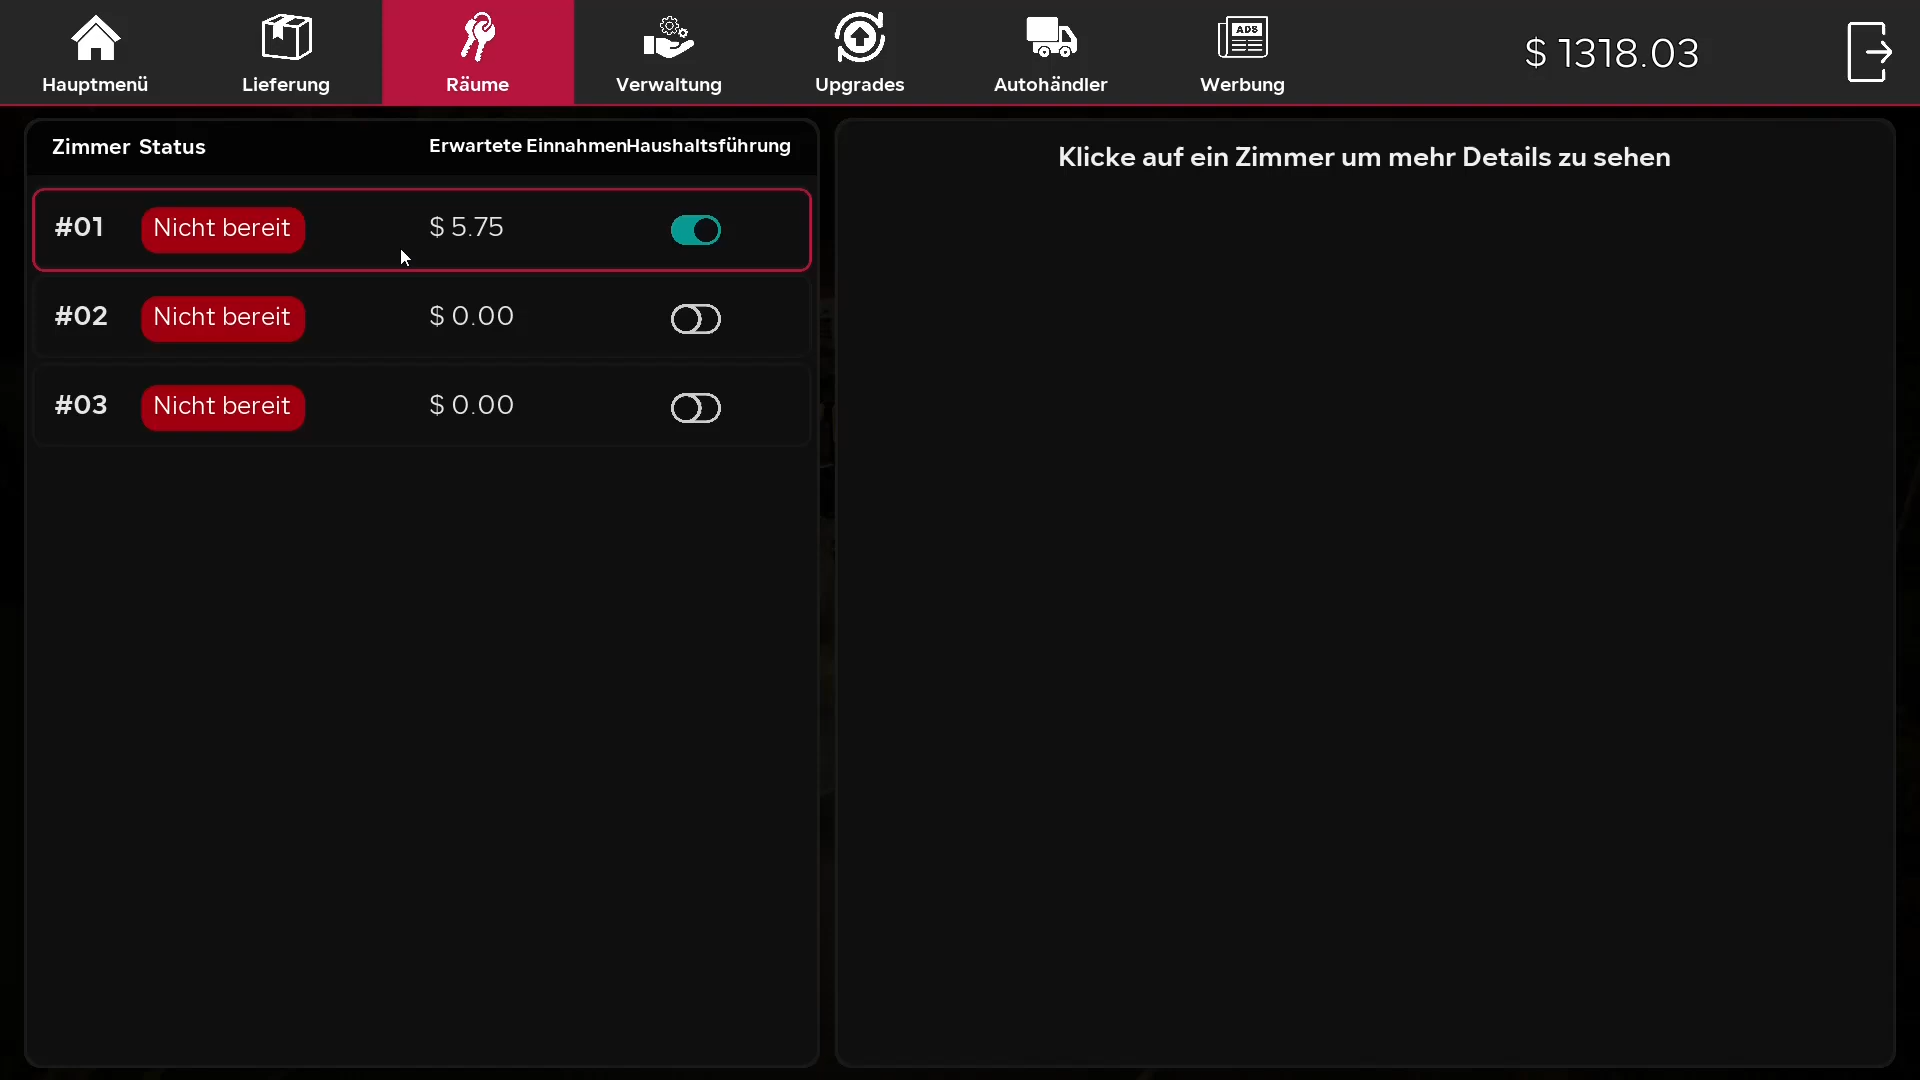 Hauptmenü
Lieferung
Räume
Verwaltung
Upgrades
Autohändler
ADS
Werbung
$ 1318.03
Zimmer Status Erwartete Einnahmen Haushaltsführung
#01 Nicht bereit $ 5.75
#02 Nicht bereit $ 0.00
#03 Nicht bereit $ 0.00
Klicke auf ein Zimmer um mehr Details zu sehen